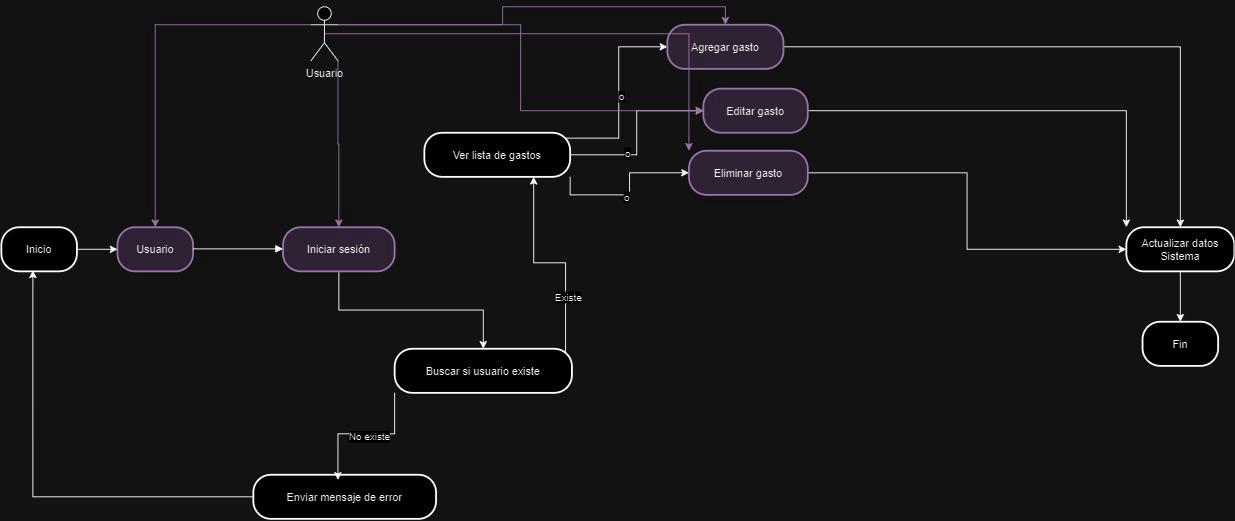 Usuario
Agregar gasto
o
Editar gasto
Ver lista de gastos
o
Eliminar gasto
o
Inicio
Usuario
Iniciar sesión
Actualizar datos
Sistema
Existe
Fin
Buscar si usuario existe
No existe
Enviar mensaje de error